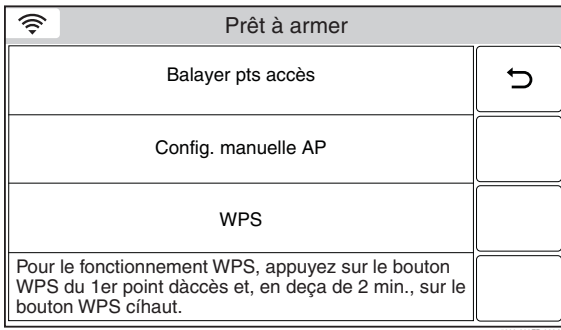 Prêt à armer
Balayer pts accès
Config. manuelle AP
WPS
Pour le fonctionnement WPS, appuyez sur le bouton
WPS du 1er point dàccès et, en deça de 2 min., sur le
bouton WPS cíhaut.